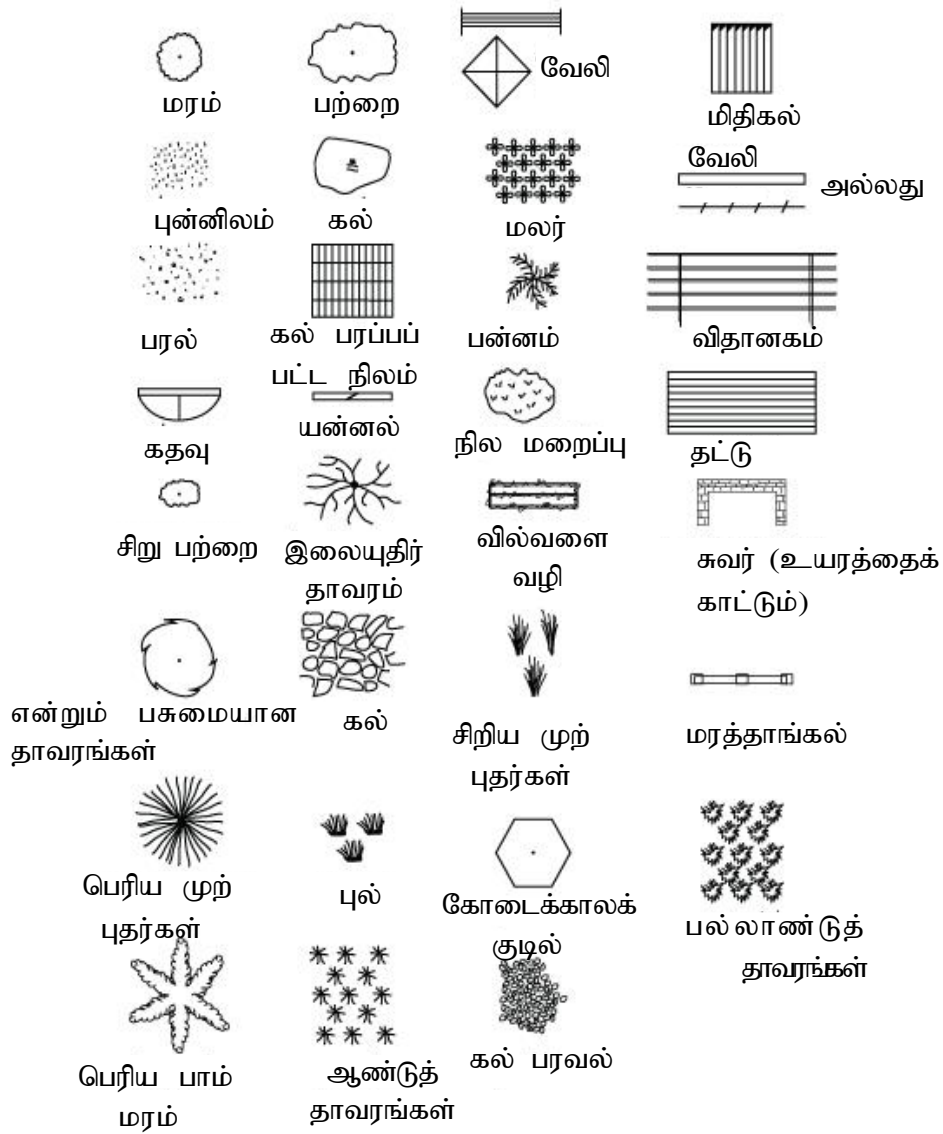 வேலி
மரம்
பற்றை
மிதிகல்
வேலி
அல்லது
புன்னிலம்
கல்
மலர்
பரல்
கல் பரப்பப்
பட்ட நிலம்
பன்னம்
விதானகம்
கதவு
யன்னல்
நில மறைப்பு
தட்டு
சிறு பற்றை
இலையுதிர்
தாவரம்
வில்வளை
வழி
சுவர் (உயரத்தைக்
காட்டும்)
என்றும் பசுமையான
தாவரங்கள்
கல்
சிறிய முற்
புதர்கள்
மரத்தாங்கல்
பெரிய முற்
புதர்கள்
புல்
கோடைக்காலக்
குடில்
பல்லாண்டுத்
தாவரங்கள்
பெரிய பாம்
மரம்
ஆண்டுத்
தாவரங்கள்
கல் பரவல்